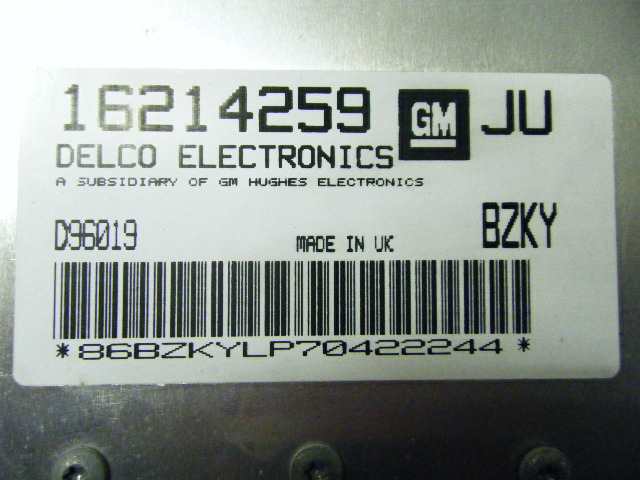 16214259 GM JU
DELCO ELECTRONICS
A SUBSIDIARY OF GM HUGHES ELECTRONICS
D96019 MADE IN UK BZKY
*86BZKYLP70422244*